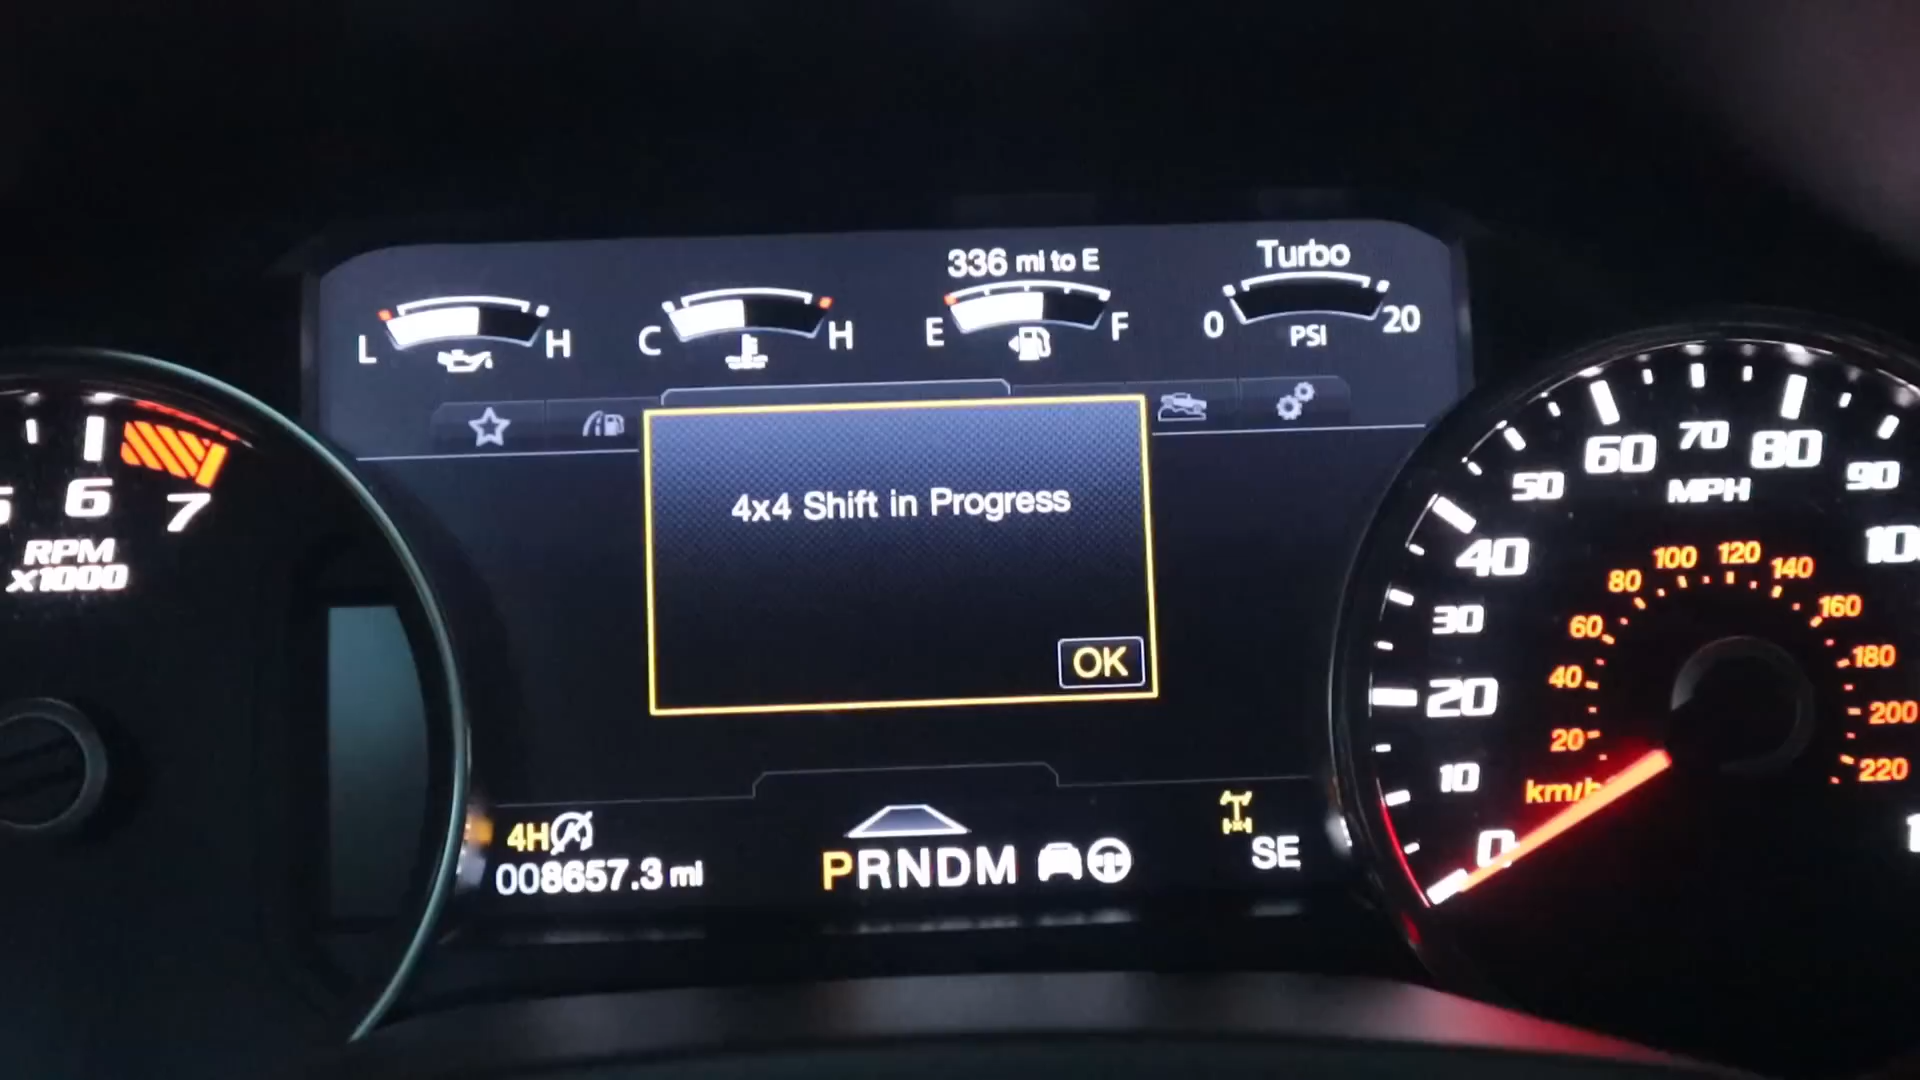 336 mi to E
Turbo
L H
C H
E F
0 20
PSI
6 7
RPM
x1000
4x4 Shift in Progress
OK
4H
008657.3 mi
PRNDM
SE
0 10 20 30 40 50 60 70 80 90
MPH
20 40 60 80 100 120 140 160 180 200 220
km/h